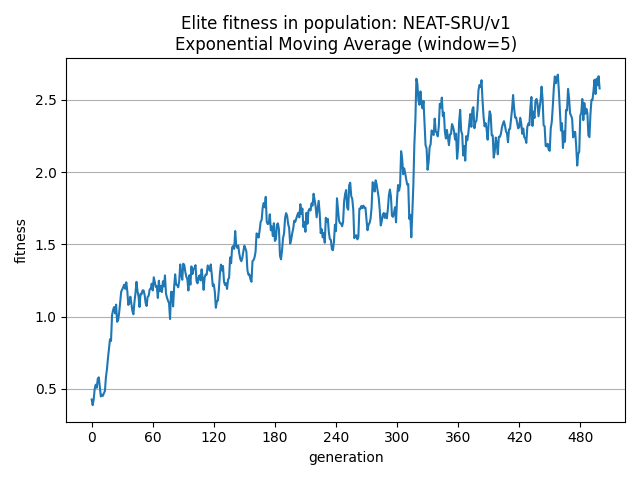 Elite fitness in population: NEAT-SRU/v1
Exponential Moving Average (window=5)
fitness
2.5
2.0
1.5
1.0
0.5
0 60 120 180 240 300 360 420 480
generation